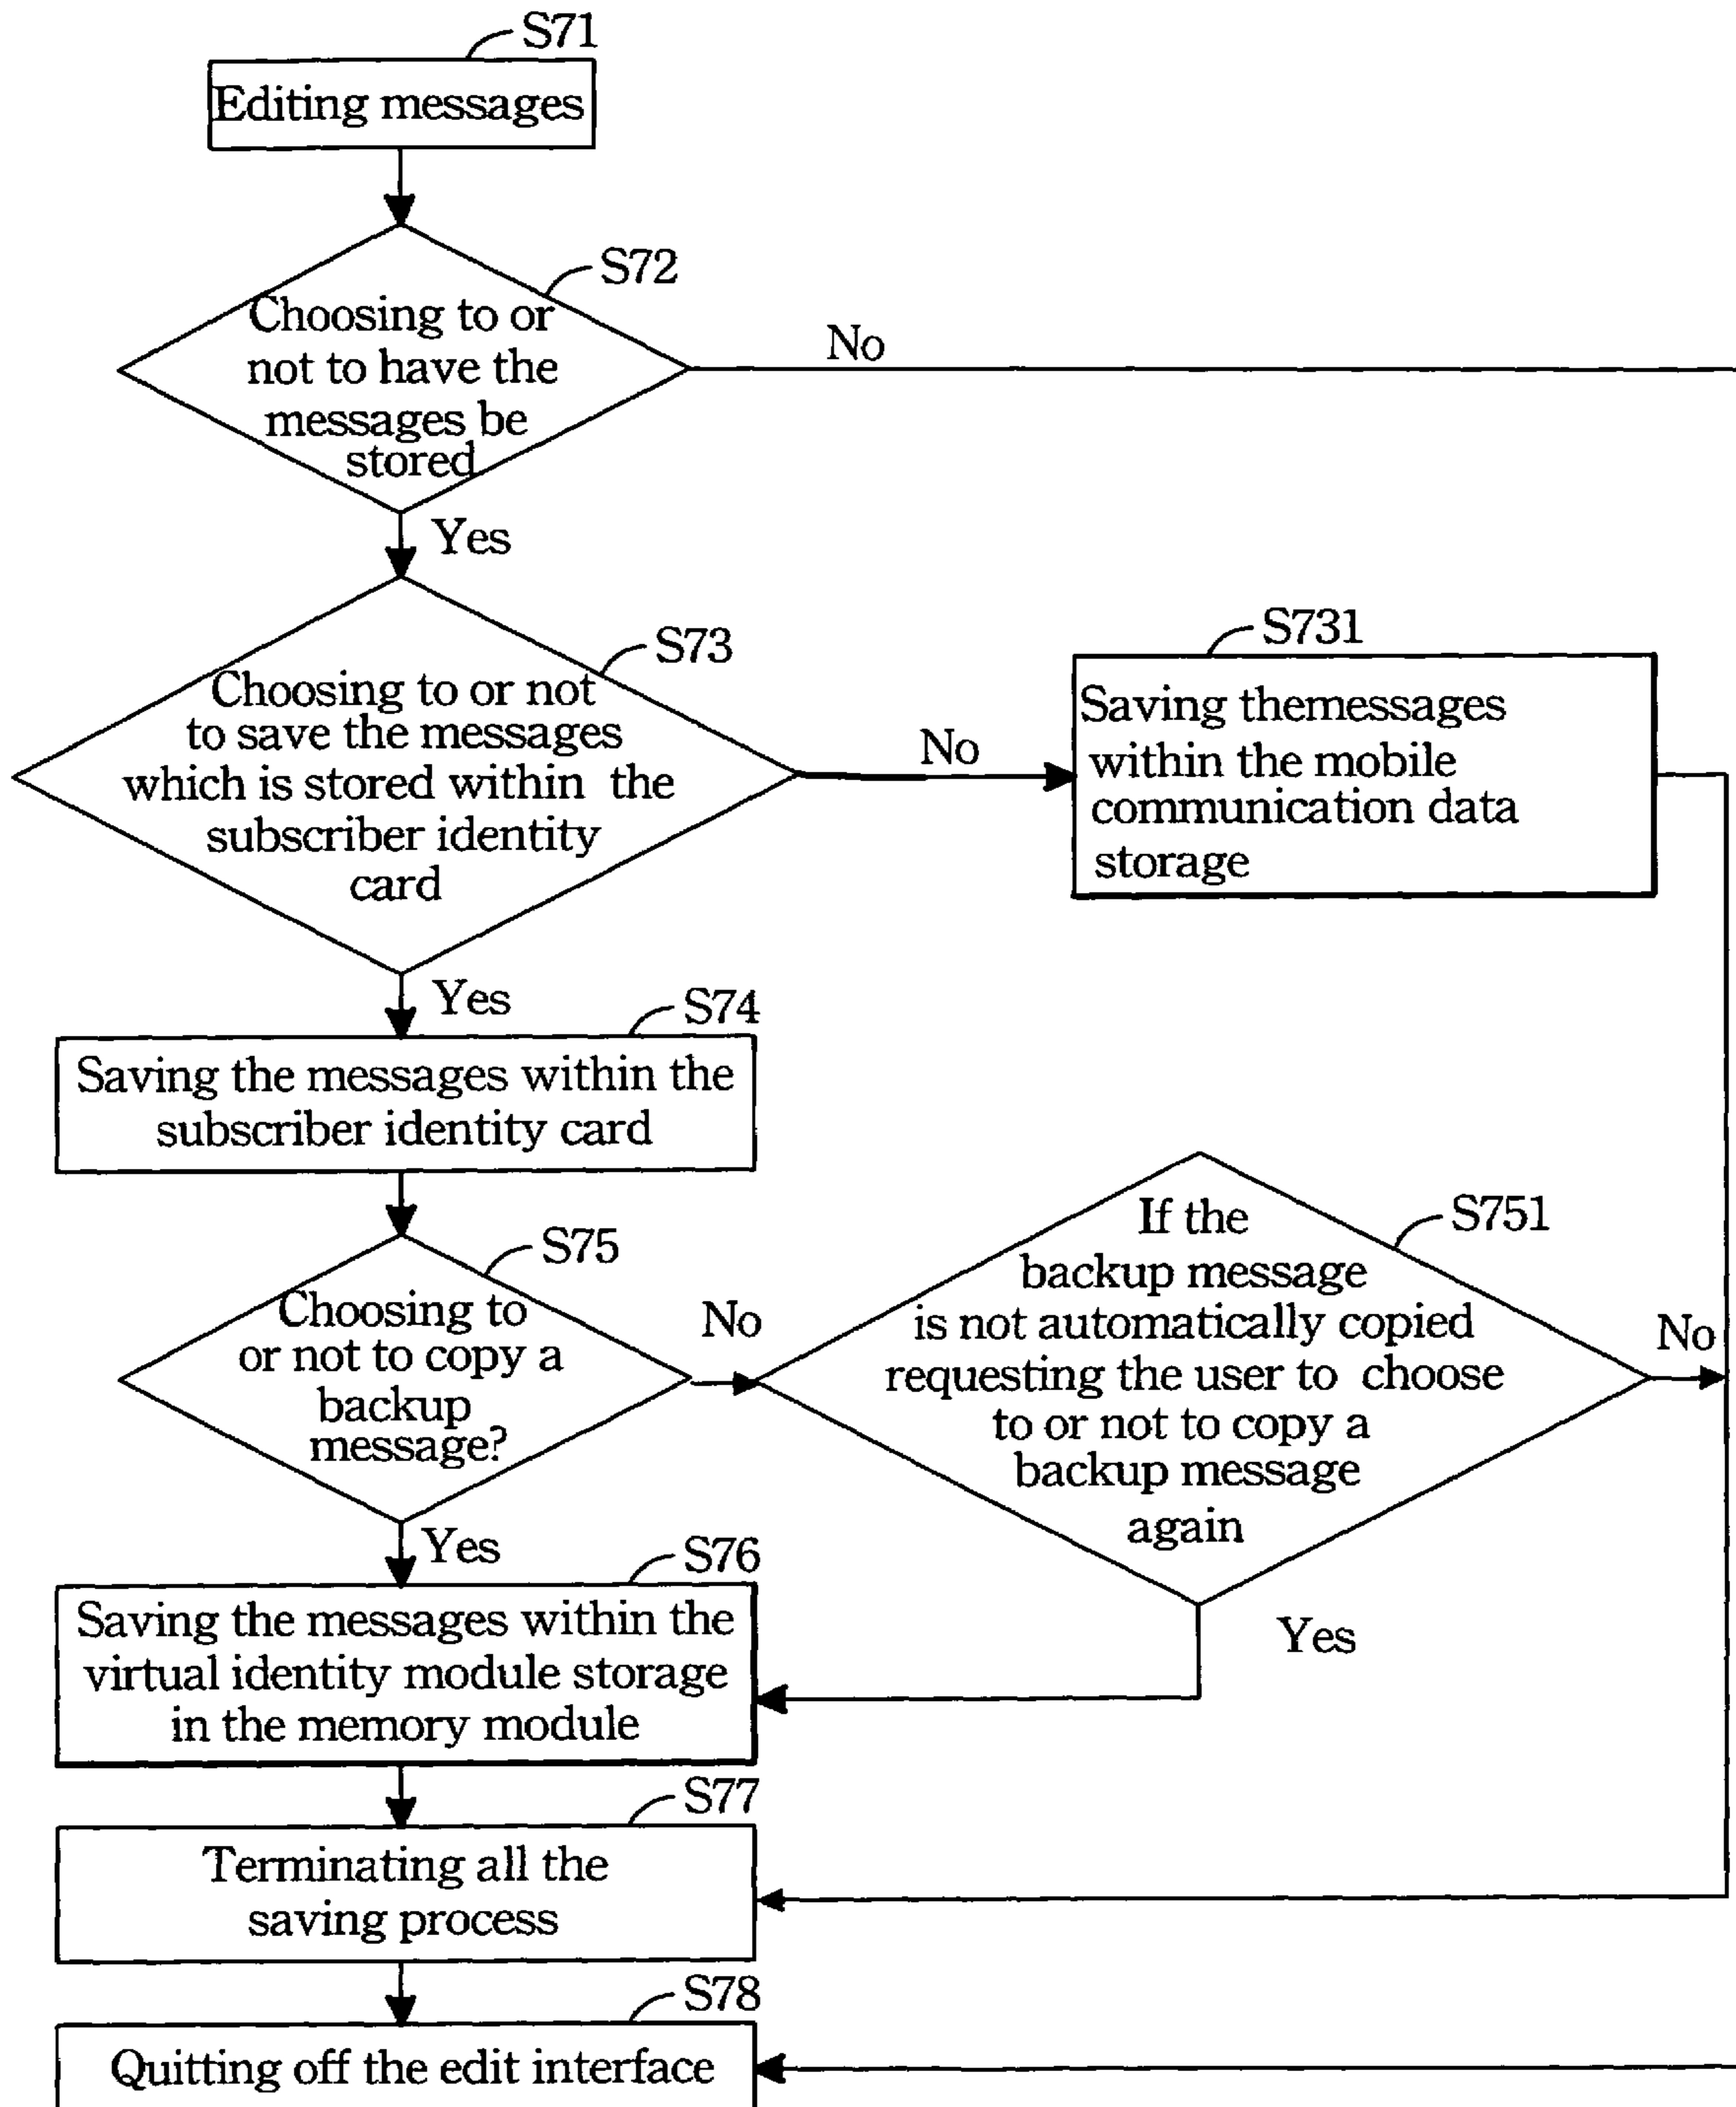 S71
Editing messages
S72
Choosing to or
not to have the
messages be
stored
No
Yes
S73
Choosing to or not
to save the messages
which is stored within the
subscriber identity
card
No
S731
Saving themessages
within the mobile
communication data
storage
Yes
S74
Saving the messages within the
subscriber identity card
S75
Choosing to
or not to copy a
backup
message?
No
S751
If the
backup message
is not automatically copied
requesting the user to choose
to or not to copy a
backup message
again
No
Yes
Yes
S76
Saving the messages within the
virtual identity module storage
in the memory module
S77
Terminating all the
saving process
S78
Quitting off the edit interface